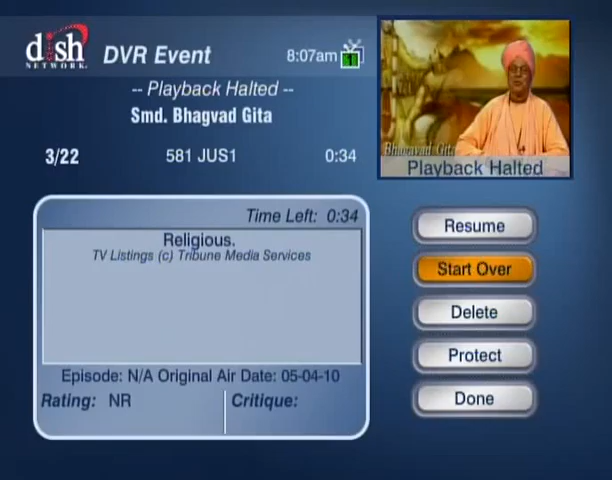 dish
NETWORK.
DVR Event
8:07am
1
-- Playback Halted --
Smd. Bhagvad Gita
3/22 581 JUS1 0:34
Bhagavad Gita
Playback Halted
Time Left: 0:34
Religious.
TV Listings (c) Tribune Media Services
Episode: N/A Original Air Date: 05-04-10
Rating: NR Critique:
Resume
Start Over
Delete
Protect
Done